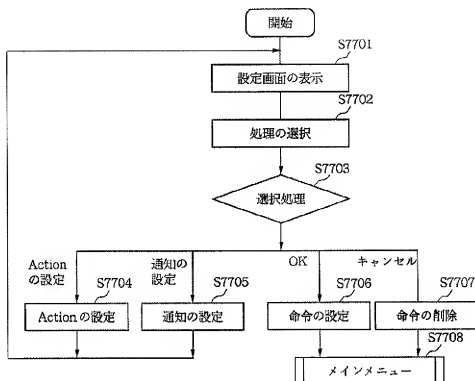 開始
S7701
設定画面の表示
S7702
処理の選択
S7703
選択処理
Action
の設定
通知の
設定
OK
キャンセル
S7704
S7705
S7706
S7707
Actionの設定
通知の設定
命令の設定
命令の削除
S7708
メインメニュー